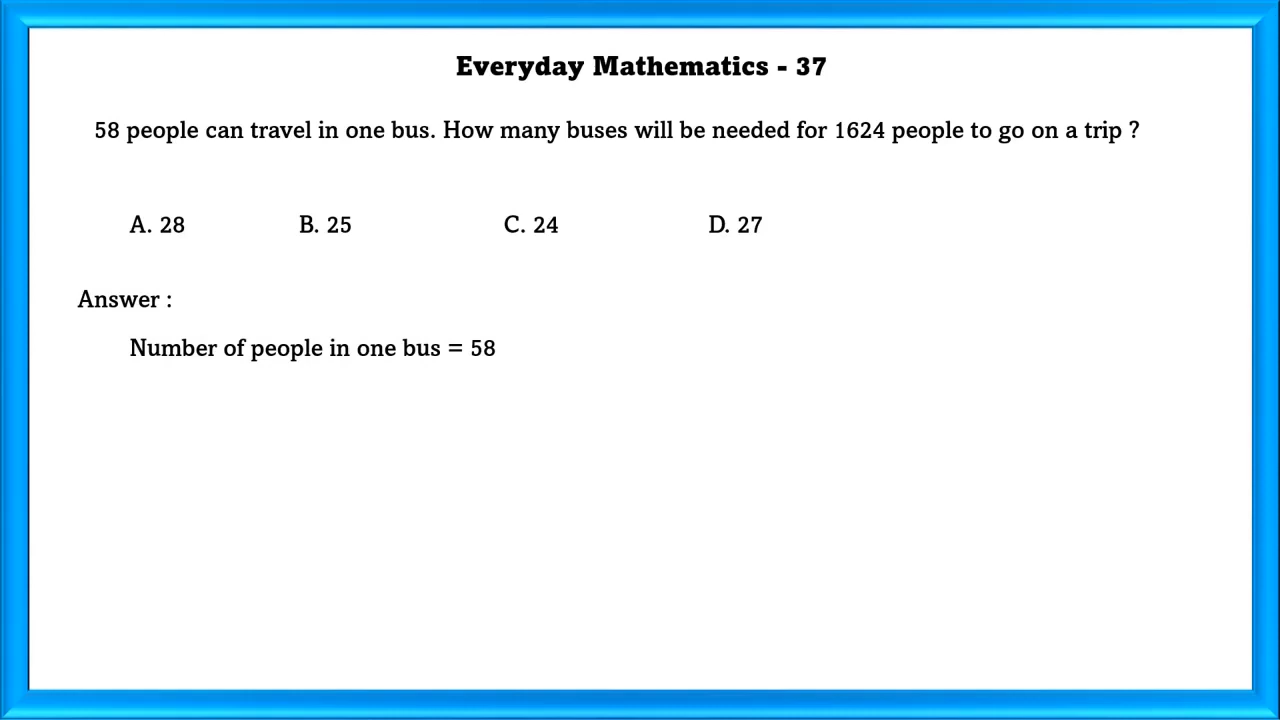 Everyday Mathematics - 37
58 people can travel in one bus. How many buses will be needed for 1624 people to go on a trip ?
A. 28 B. 25 C. 24 D. 27
Answer :
Number of people in one bus = 58